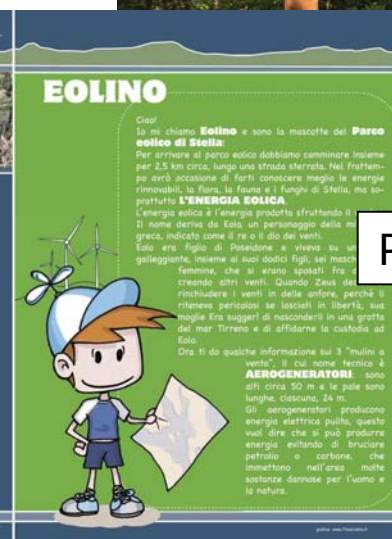 EOLINO
Ciao!
Io mi chiamo Eolino e sono la mascotte del Parco
eolico di Stella!
Per arrivare al parco eolico dobbiamo camminare insieme
per 2,5 km circa, lungo una strada sterrata. Nel frattem-
po avrò occasione di farti conoscere meglio le energie
rinnovabili, la flora, la fauna e i funghi di Stella, ma so-
prattutto L'ENERGIA EOLICA.
L'energia eolica è l'energia prodotta sfruttando il
Il nome deriva da Eolo, un personaggio della
greca, indicato come il re o il dio dei venti.
Eolo era figlio di Poseidone e viveva su
galleggiante, insieme ai suoi dodici figli, sei
femmine, che si erano sposati fra
creando altri venti. Quando Zeus
rinchiudere i venti in delle anfore, perchè li
riteneva pericolosi se lasciati in libertà, sua
moglie Era suggerì di nasconderli in una grotta
del mar Tirreno e di affidarne la custodia ad
Eolo.
Ora ti do qualche informazione sui 3 "mulini a
vento", il cui nome tecnico è
AEROGENERATORI: sono
alti circa 50 m e le pale sono
lunghe, ciascuna, 24 m.
Gli aerogeneratori producono
energia elettrica pulita, questo
vuol dire che si può produrre
energia evitando di bruciare
petrolio o carbone, che
immettono nell'area molte
sostanze dannose per l'uomo e
la natura.
P